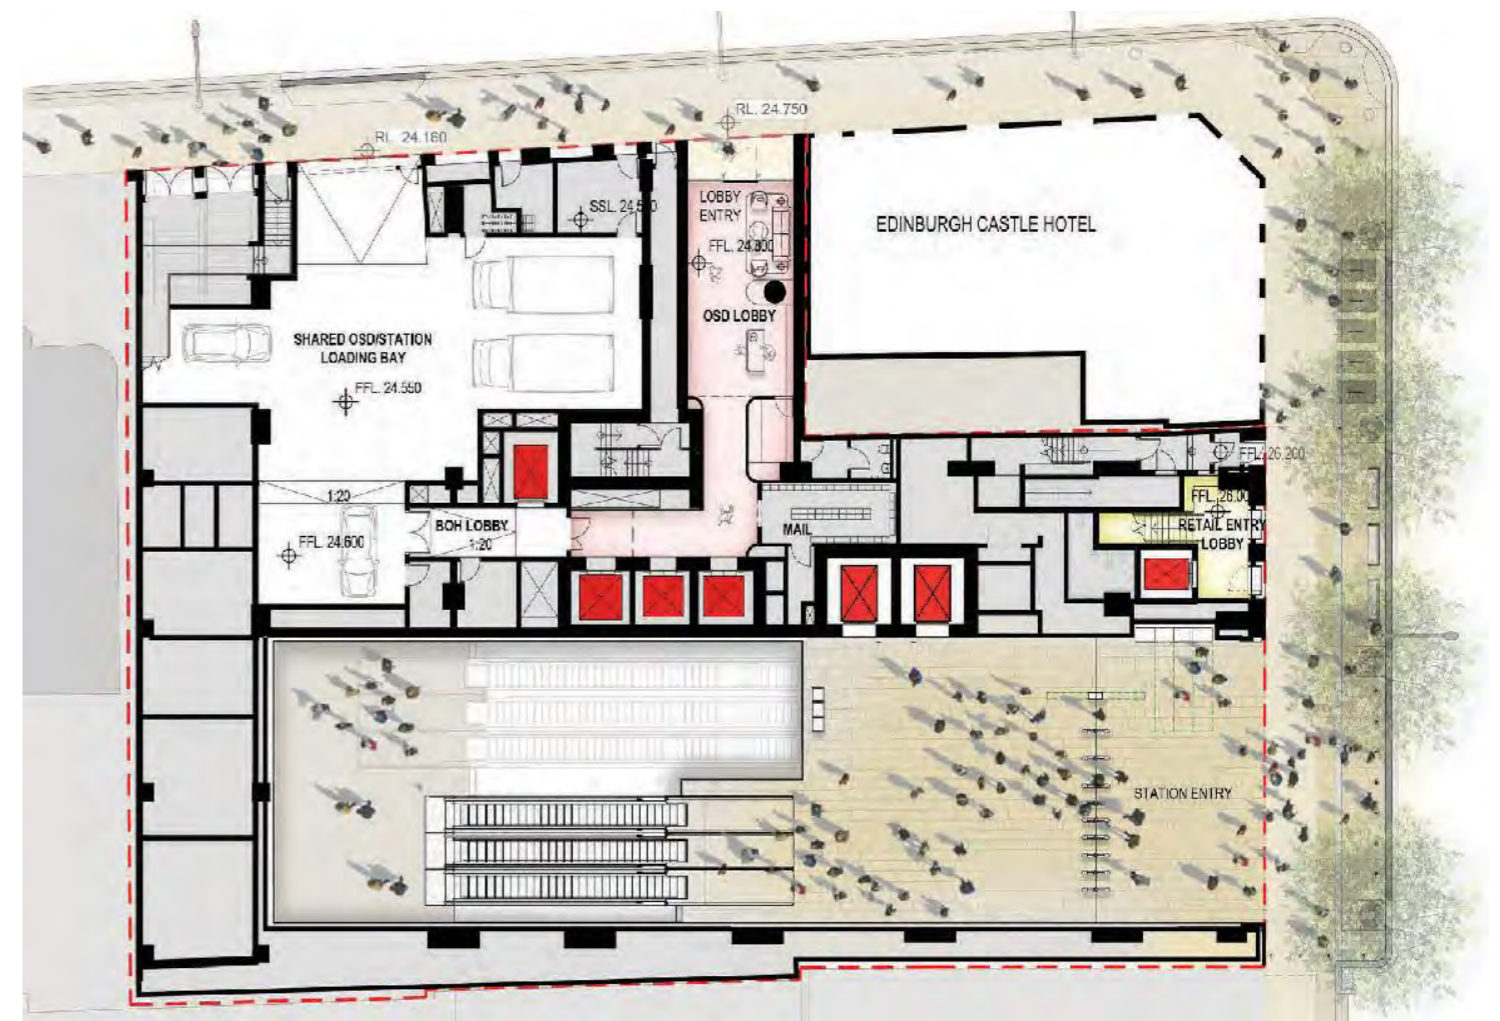 RL. 24.750
RL. 24.160
LOBBY
ENTRY
SSL. 24.5
EDINBURGH CASTLE HOTEL
FFL. 24.800
OSD LOBBY
SHARED OSD/STATION
LOADING BAY
FFL. 24.550
FFL. 26.200
1:20
FFL. 26.00
BOH LOBBY
MAIL
RETAIL ENTRY
LOBBY
FFL. 24.600
1:20
STATION ENTRY